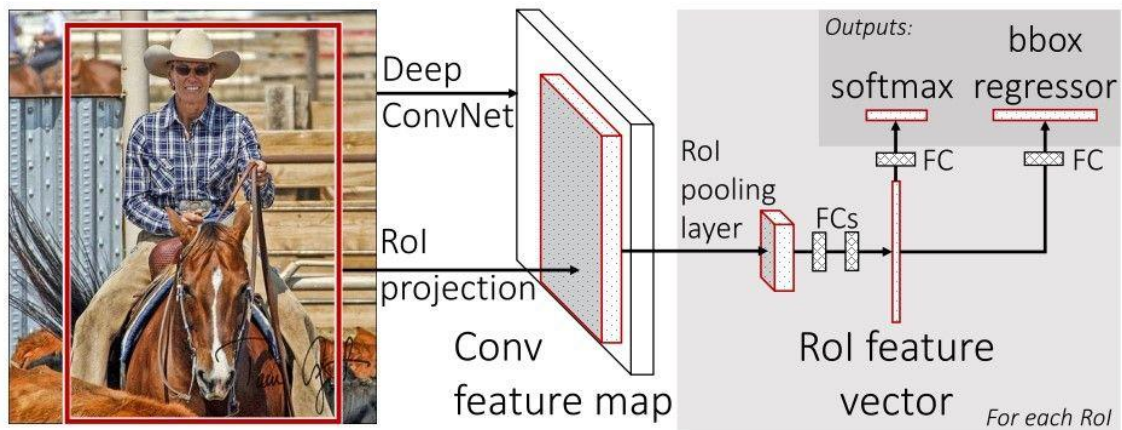 Deep
ConvNet
RoI
projection
Conv
feature map
RoI
pooling
layer
FCs
RoI feature
vector
For each RoI
Outputs:
softmax
bbox
regressor
FC
FC